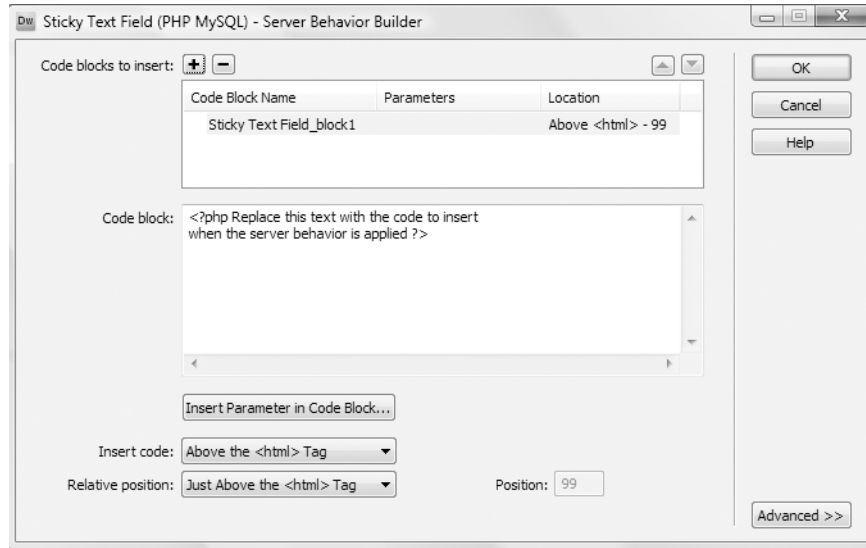 Dw Sticky Text Field (PHP MySQL) - Server Behavior Builder
Code blocks to insert:
OK
Code Block Name Parameters Location
Cancel
Sticky Text Field_block1 Above <html> - 99
Help
Code block: <?php Replace this text with the code to insert
when the server behavior is applied ?>
Insert Parameter in Code Block...
Insert code: Above the <html> Tag
Relative position: Just Above the <html> Tag Position: 99
Advanced >>